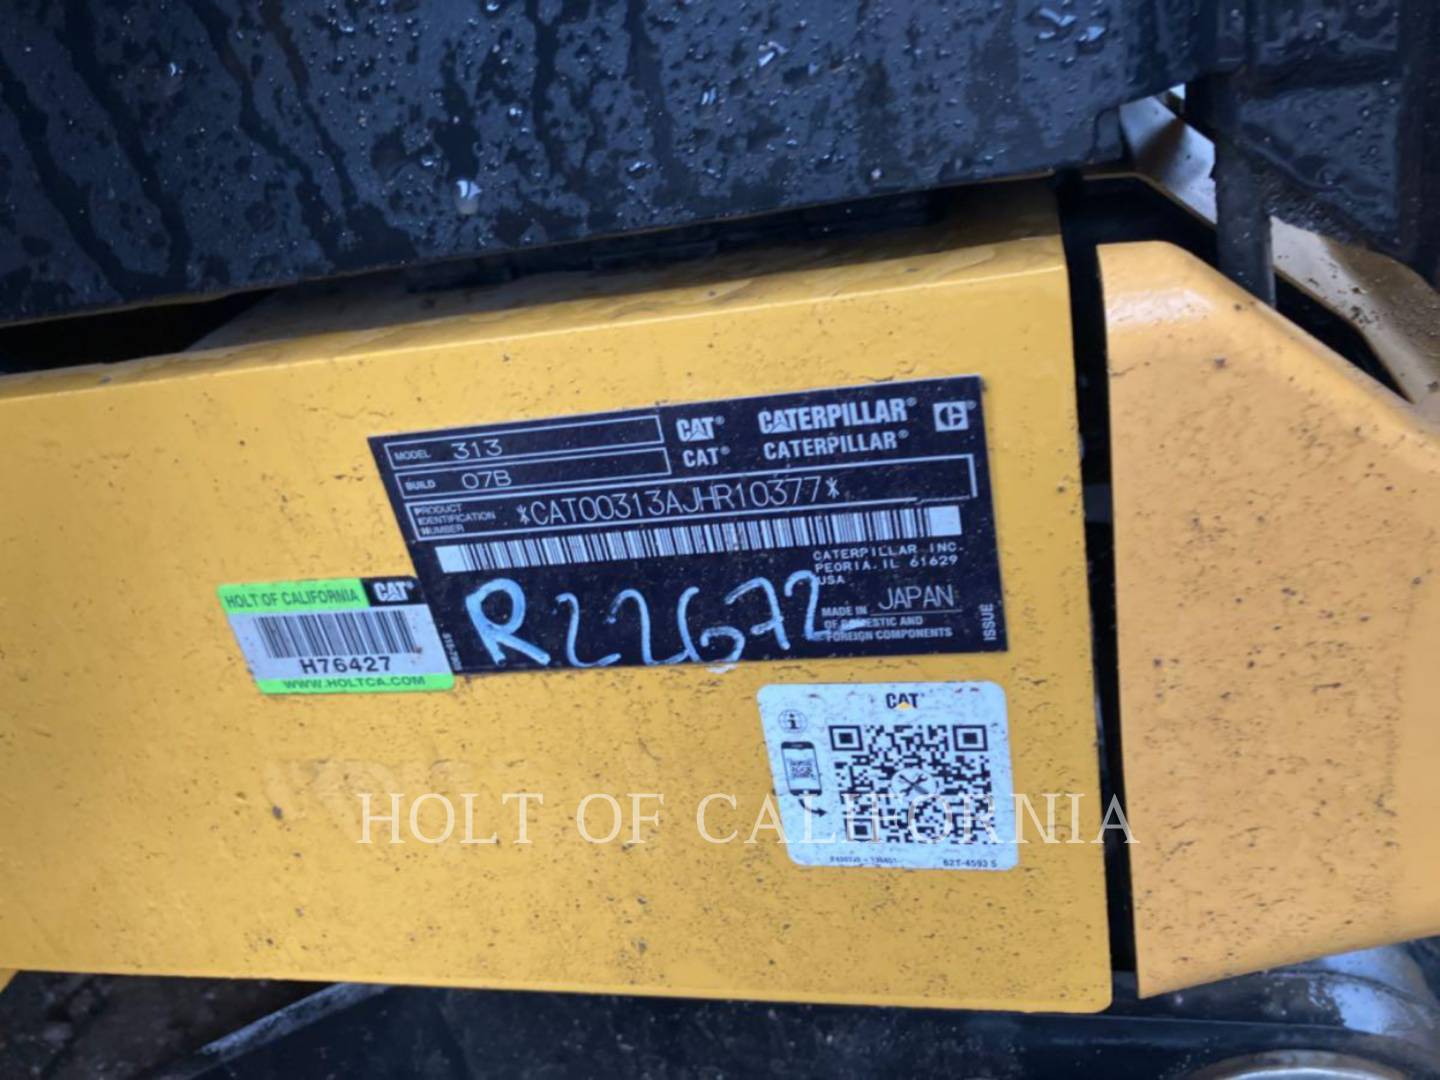 MODEL 313
BUILD 07B
CAT® CATERPILLAR®
CAT® CATERPILLAR®
PRODUCT IDENTIFICATION NUMBER
*CAT00313AJHR10377*
CATERPILLAR INC.
PEORIA, IL 61629
USA
MADE IN JAPAN
OF DOMESTIC AND
FOREIGN COMPONENTS
ISSUE
R22672
HOLT OF CALIFORNIA CAT®
H76427
WWW.HOLTCA.COM
CAT
62T-4593 S
HOLT OF CALIFORNIA